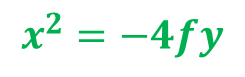 x² = −4fy